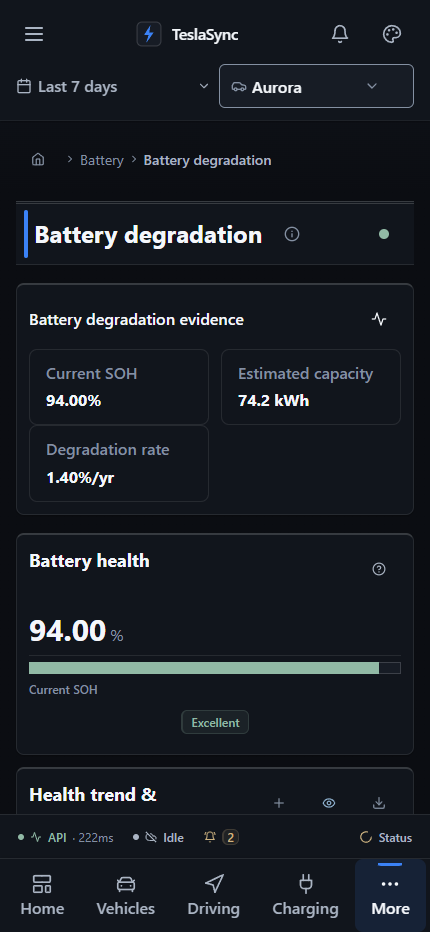 TeslaSync
Last 7 days
Aurora
Battery
Battery degradation
Battery degradation
Battery degradation evidence
Current SOH
94.00%
Estimated capacity
74.2 kWh
Degradation rate
1.40%/yr
Battery health
94.00 %
Current SOH
Excellent
Health trend &
API · 222ms
Idle
2
Status
Home
Vehicles
Driving
Charging
More